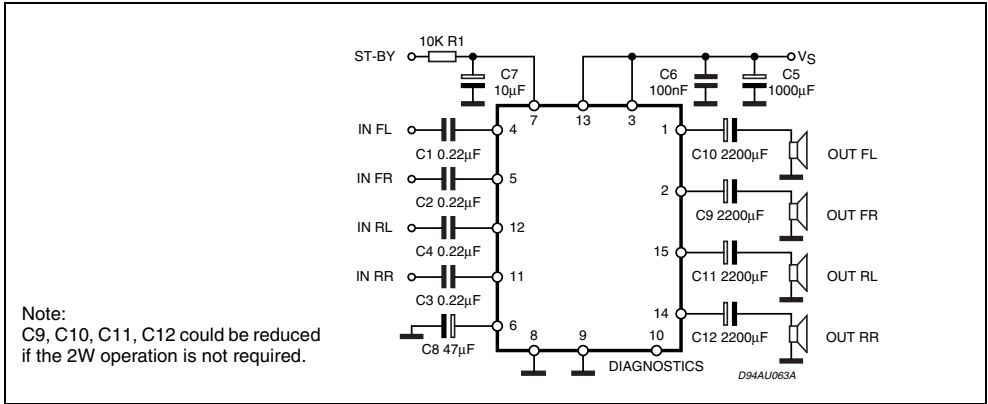 10K R1
ST-BY
C7
10µF
C6
100nF
VS
C5
1000µF
7
13
3
IN FL
4
C1 0.22µF
IN FR
5
C2 0.22µF
IN RL
12
C4 0.22µF
IN RR
11
C3 0.22µF
6
C8 47µF
8
9
10
DIAGNOSTICS
1
C10 2200µF
OUT FL
2
C9 2200µF
OUT FR
15
C11 2200µF
OUT RL
14
C12 2200µF
OUT RR
D94AU063A
Note:
C9, C10, C11, C12 could be reduced
if the 2W operation is not required.